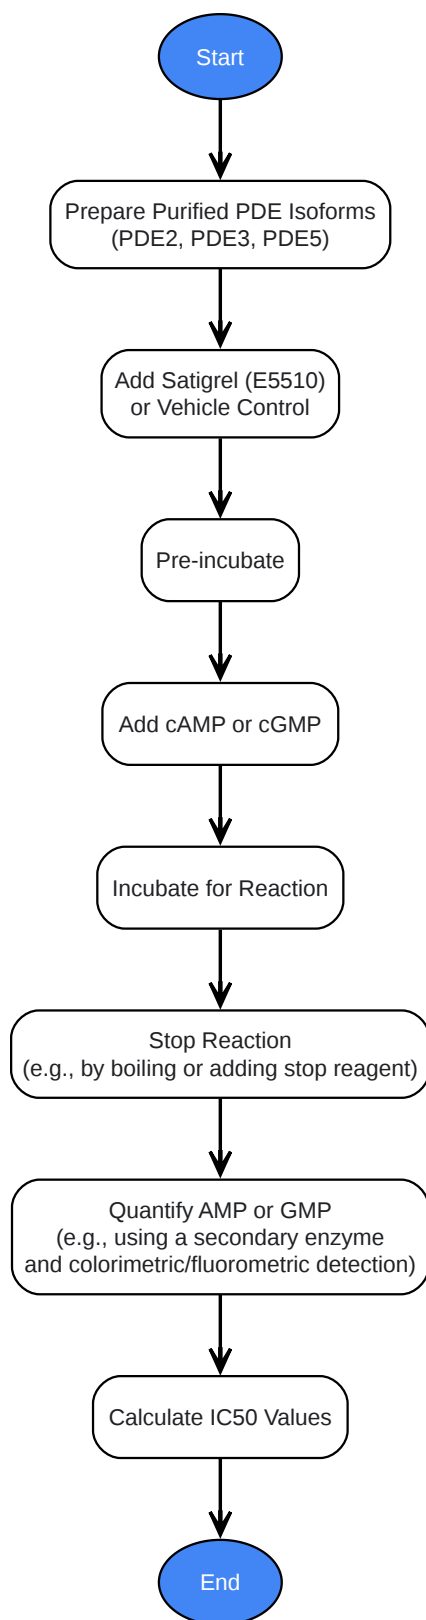 Start
Prepare Purified PDE Isoforms
(PDE2, PDE3, PDE5)
Add Satigrel (E5510)
or Vehicle Control
Pre-incubate
Add cAMP or cGMP
Incubate for Reaction
Stop Reaction
(e.g., by boiling or adding stop reagent)
Quantify AMP or GMP
(e.g., using a secondary enzyme
and colorimetric/fluorometric detection)
Calculate IC50 Values
End